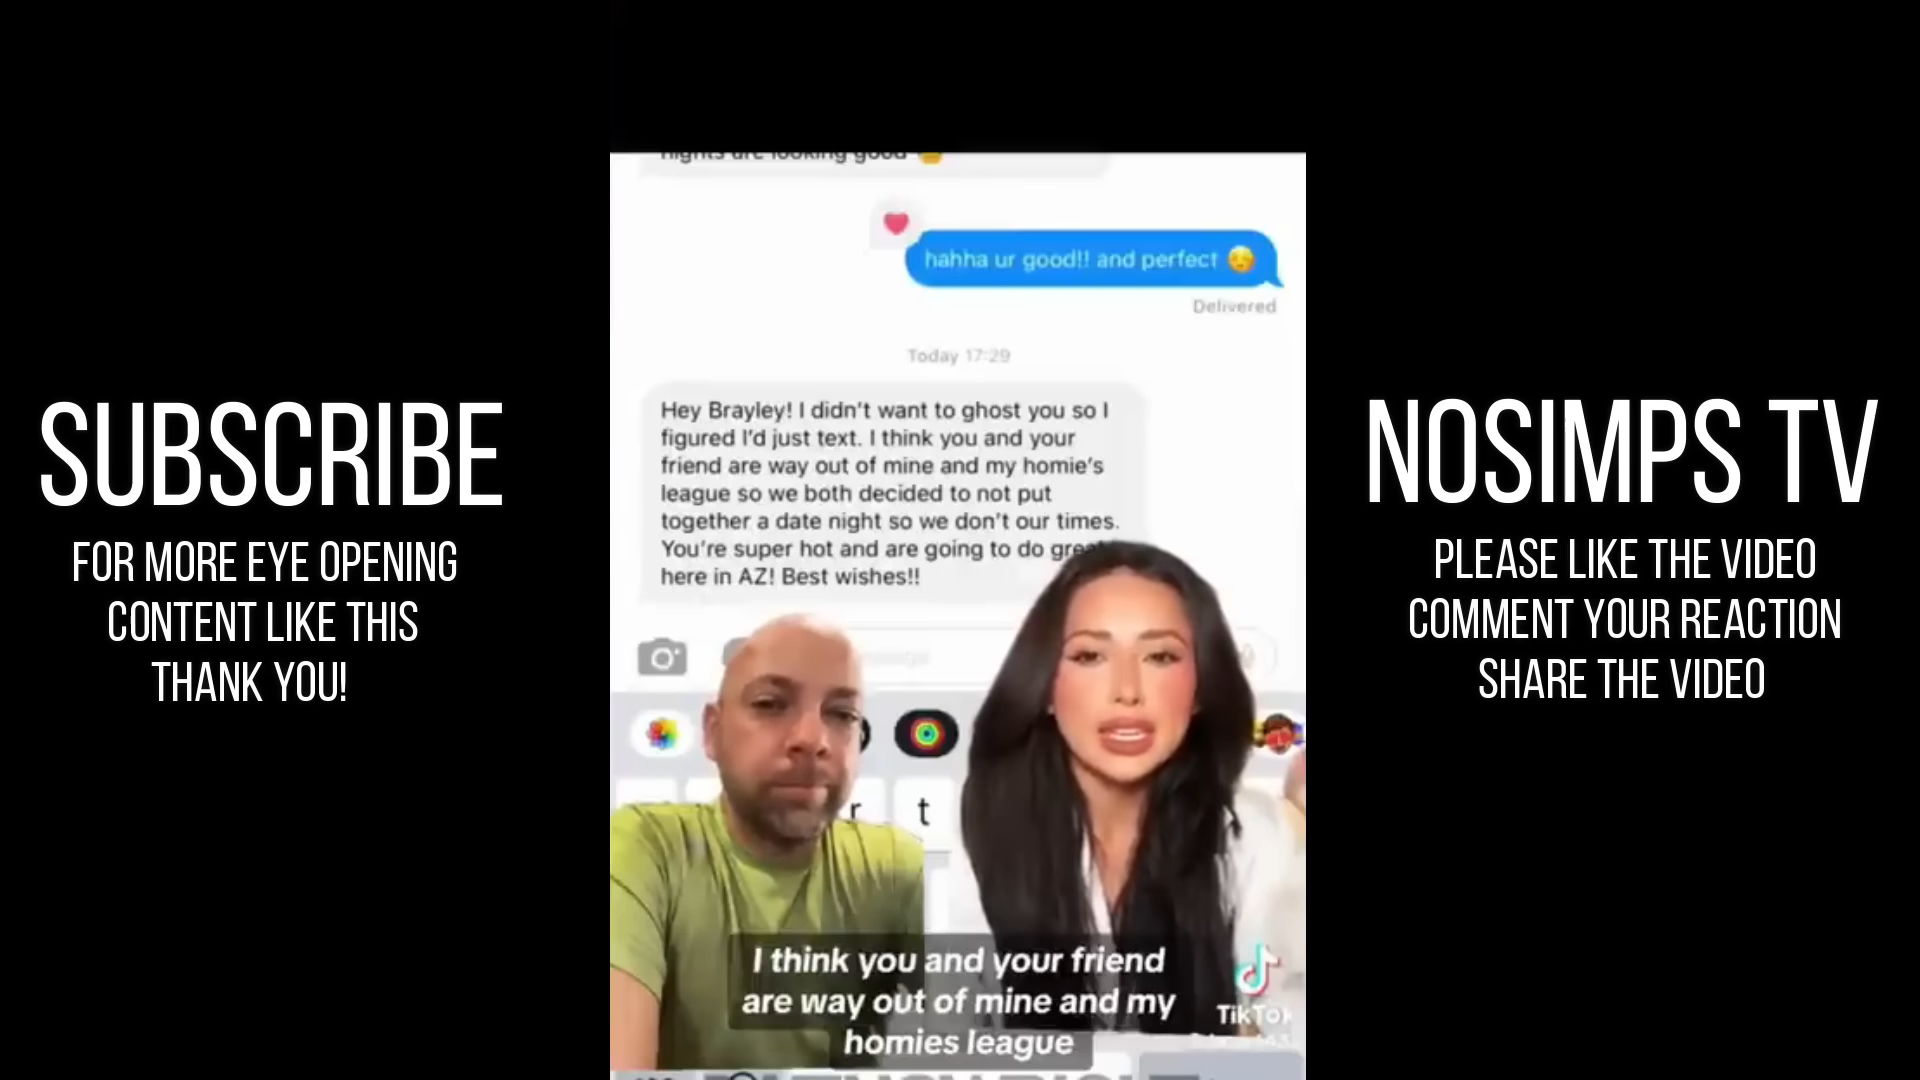 SUBSCRIBE
FOR MORE EYE OPENING
CONTENT LIKE THIS
THANK YOU!
nights are looking good
hahha ur good!! and perfect
Delivered
Today 17:29
Hey Brayley! I didn't want to ghost you so I
figured I'd just text. I think you and your
friend are way out of mine and my homie's
league so we both decided to not put
together a date night so we don't our times.
You're super hot and are going to do great
here in AZ! Best wishes!!
r t
I think you and your friend
are way out of mine and my
homies league
TikTok
NOSIMPS TV
PLEASE LIKE THE VIDEO
COMMENT YOUR REACTION
SHARE THE VIDEO